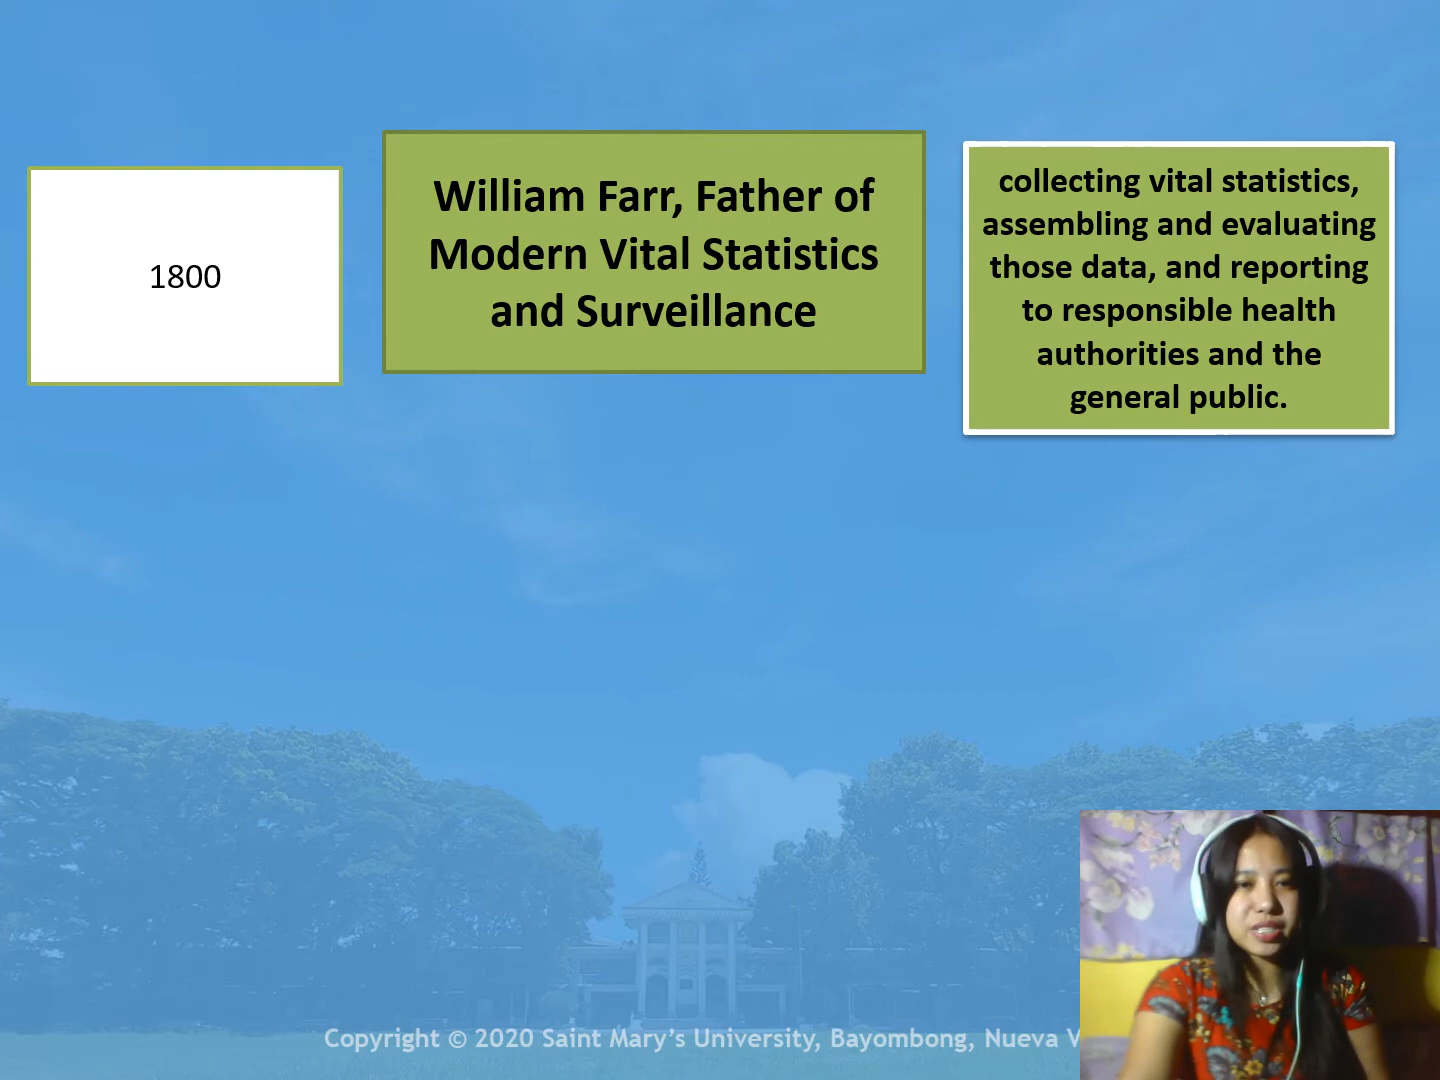 1800
William Farr, Father of
Modern Vital Statistics
and Surveillance
collecting vital statistics,
assembling and evaluating
those data, and reporting
to responsible health
authorities and the
general public.
Copyright © 2020 Saint Mary's University, Bayombong, Nueva